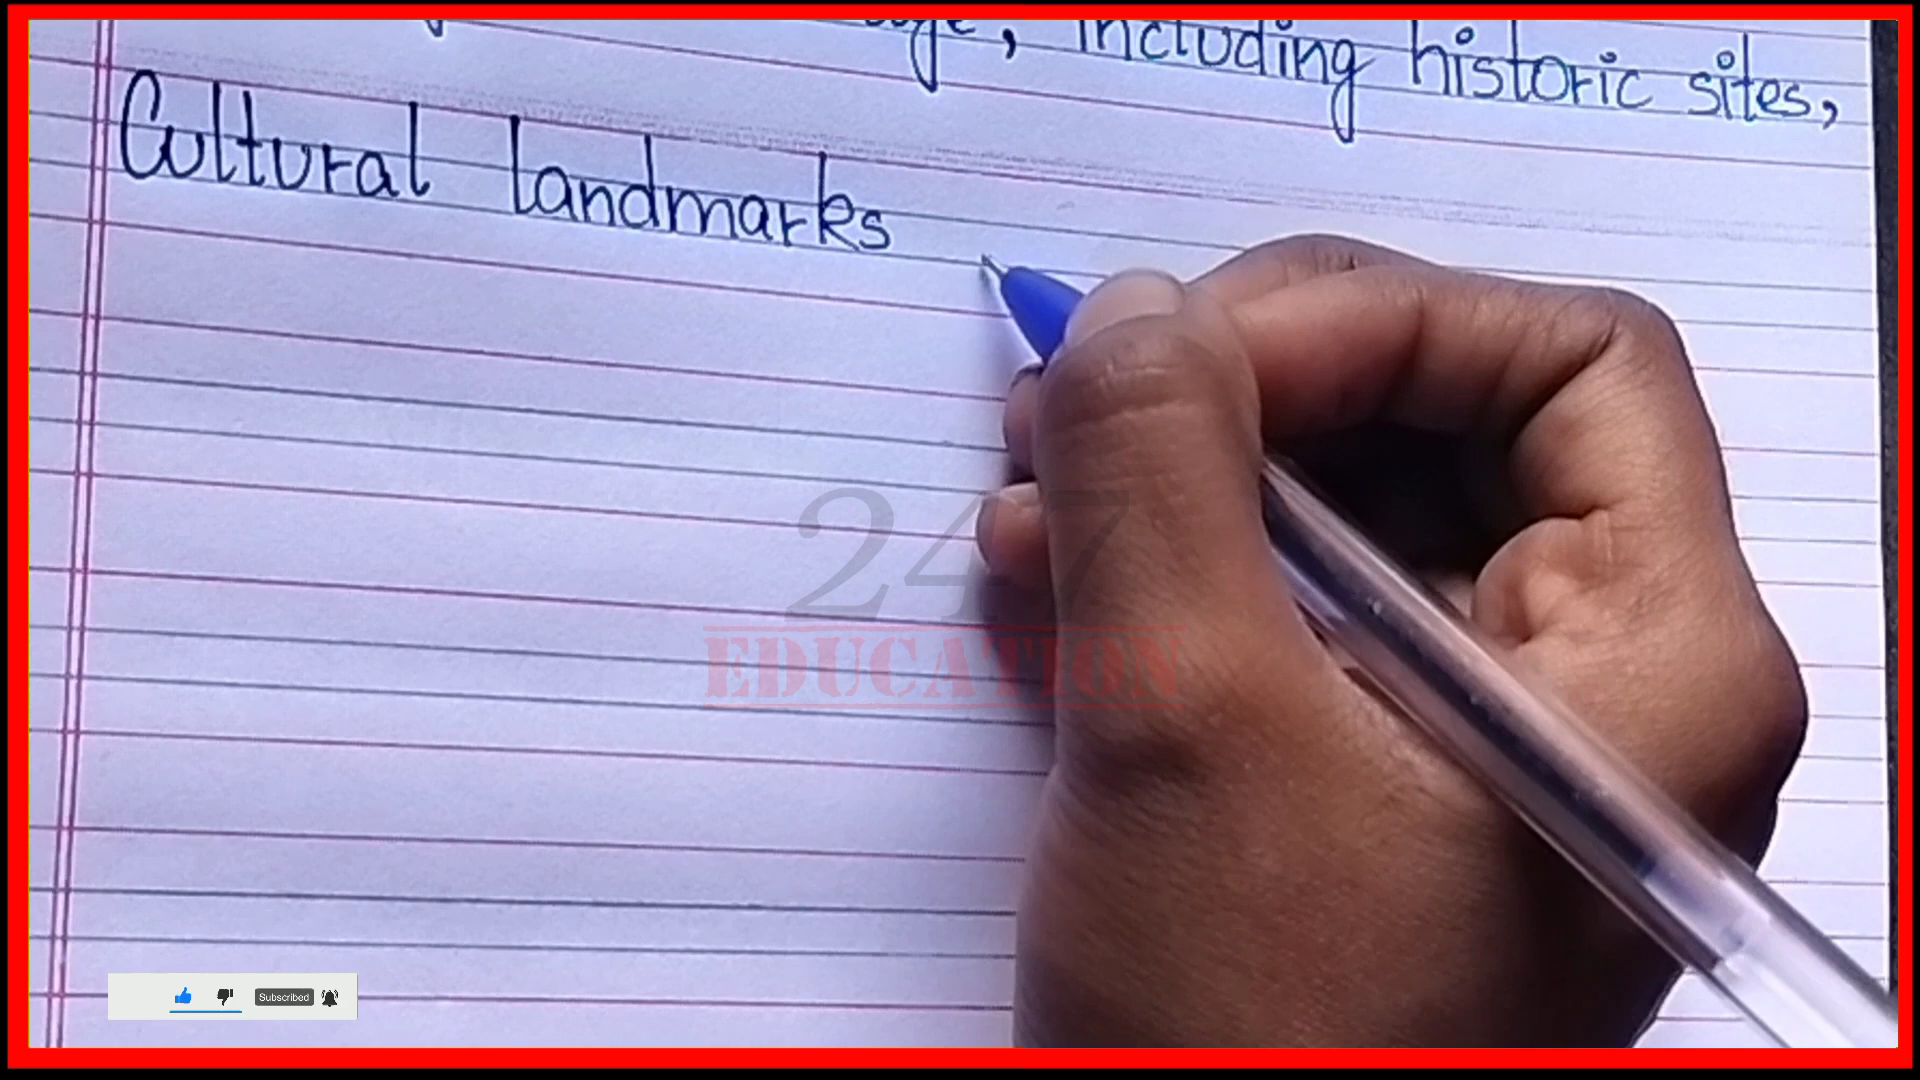 including historic sites,
Cultural landmarks
247
EDUCATION
Subscribed